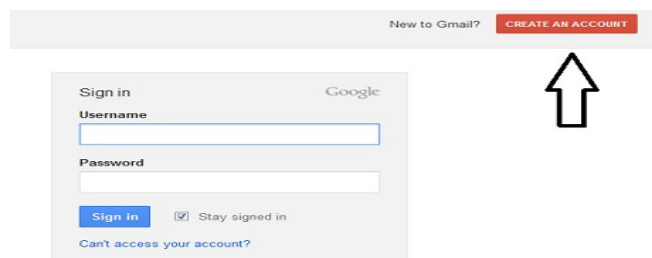 New to Gmail? CREATE AN ACCOUNT
Sign in Google
Username
Password
Sign in Stay signed in
Can't access your account?